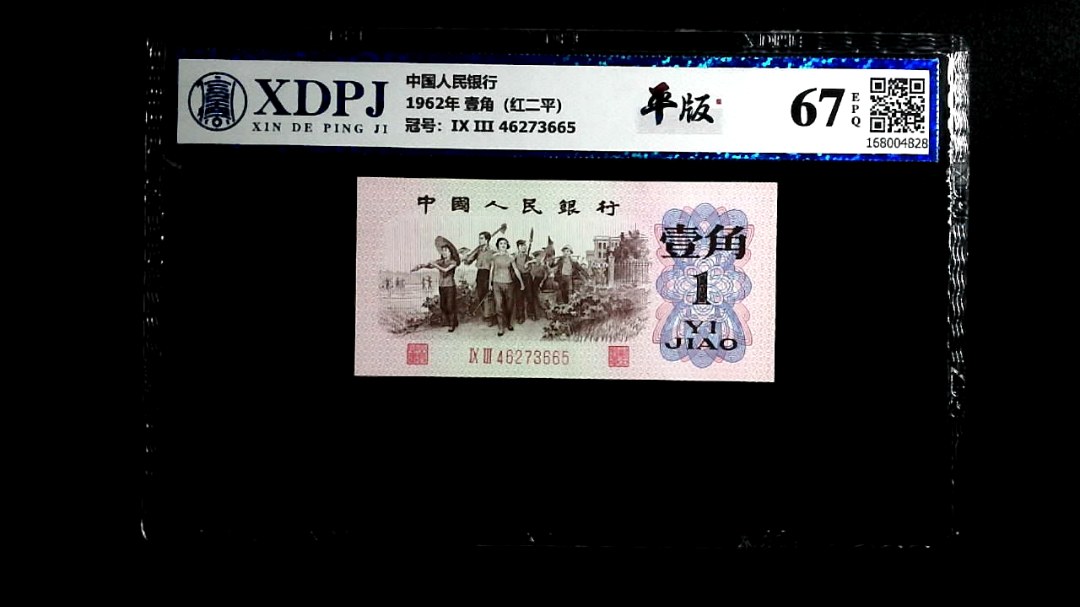 XDPJ
XIN DE PING JI
中国人民银行
1962年 壹角（红二平）
冠号：IX III 46273665
平版
67
EPQ
168004828
中國人民銀行
壹角
1
YI
JIAO
IX III 46273665